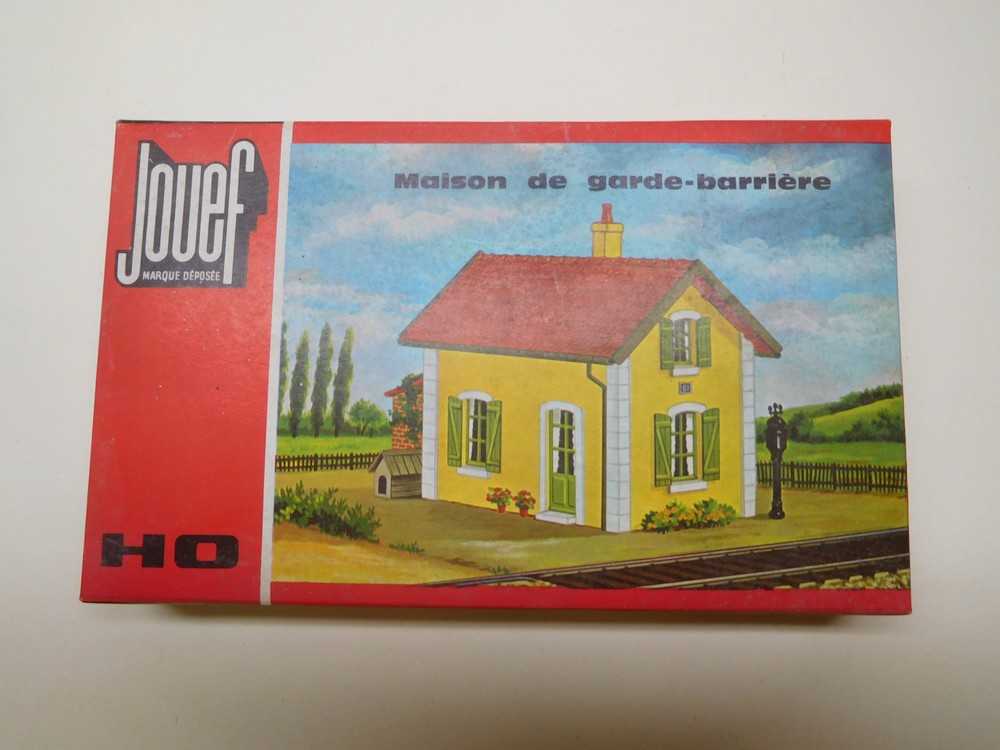 Jouef
MARQUE DÉPOSÉE
Maison de garde-barrière
HO